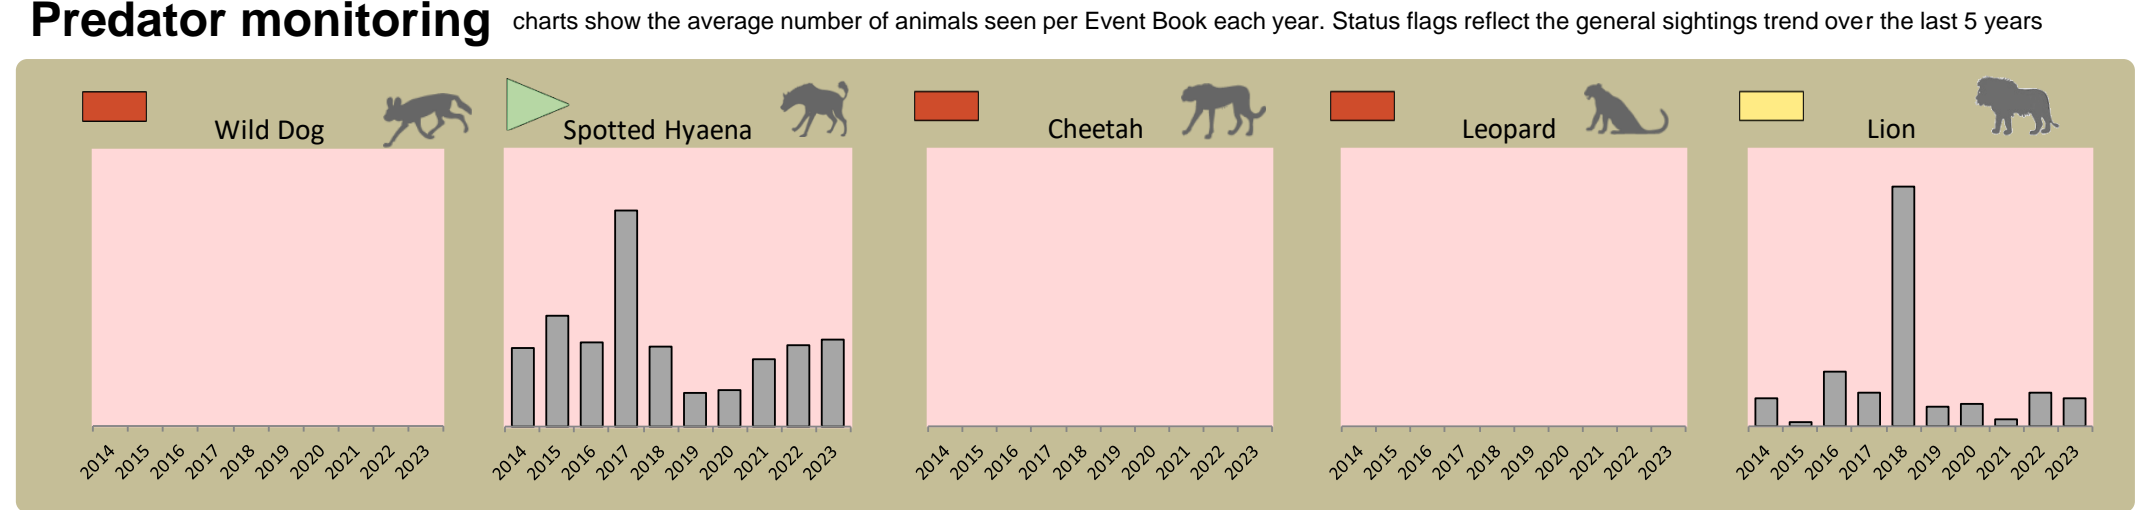 Predator monitoring charts show the average number of animals seen per Event Book each year. Status flags reflect the general sightings trend over the last 5 years
Wild Dog
2014 2015 2016 2017 2018 2019 2020 2021 2022 2023
Spotted Hyaena
2014 2015 2016 2017 2018 2019 2020 2021 2022 2023
Cheetah
2014 2015 2016 2017 2018 2019 2020 2021 2022 2023
Leopard
2014 2015 2016 2017 2018 2019 2020 2021 2022 2023
Lion
2014 2015 2016 2017 2018 2019 2020 2021 2022 2023